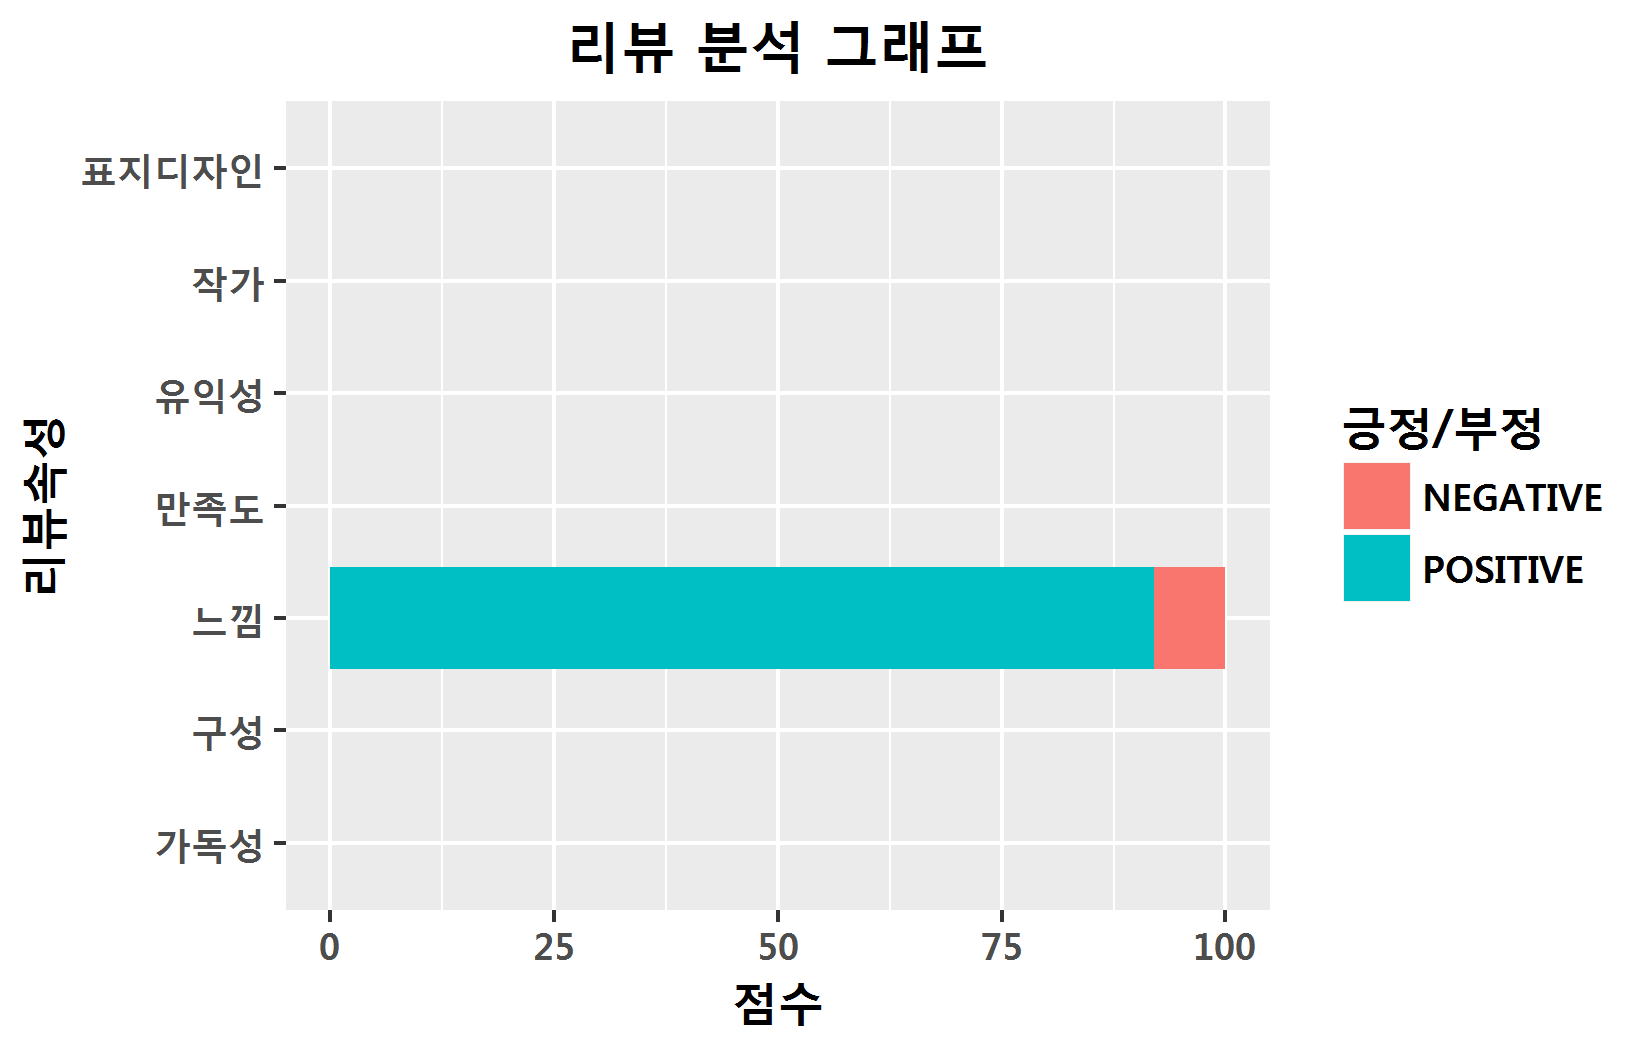 리뷰 분석 그래프
리뷰속성
표지디자인
작가
유익성
만족도
느낌
구성
가독성
0 25 50 75 100
점수
긍정/부정
NEGATIVE
POSITIVE